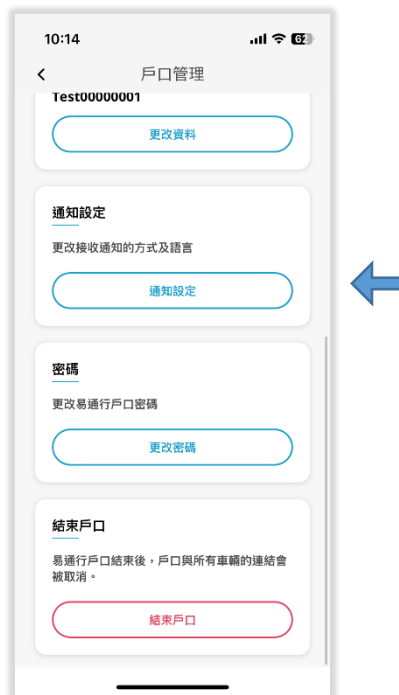 10:14
62
戶口管理
Test00000001
更改資料
通知設定
更改接收通知的方式及語言
通知設定
密碼
更改易通行戶口密碼
更改密碼
結束戶口
易通行戶口結束後，戶口與所有車輛的連結會
被取消。
結束戶口